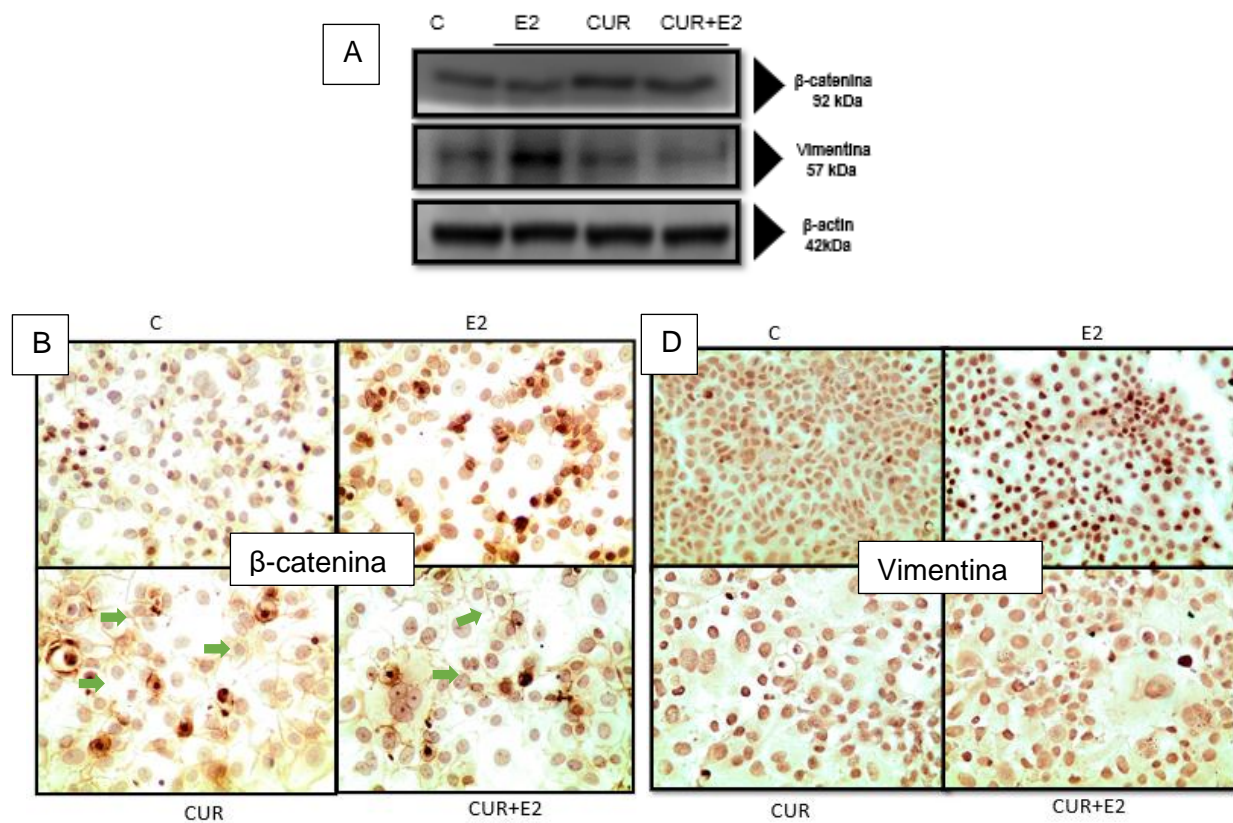 A
C E2 CUR CUR+E2
β-catenina
92 kDa
Vimentina
57 kDa
β-actin
42kDa
B
C
E2
β-catenina
CUR
CUR+E2
D
C
E2
Vimentina
CUR
CUR+E2